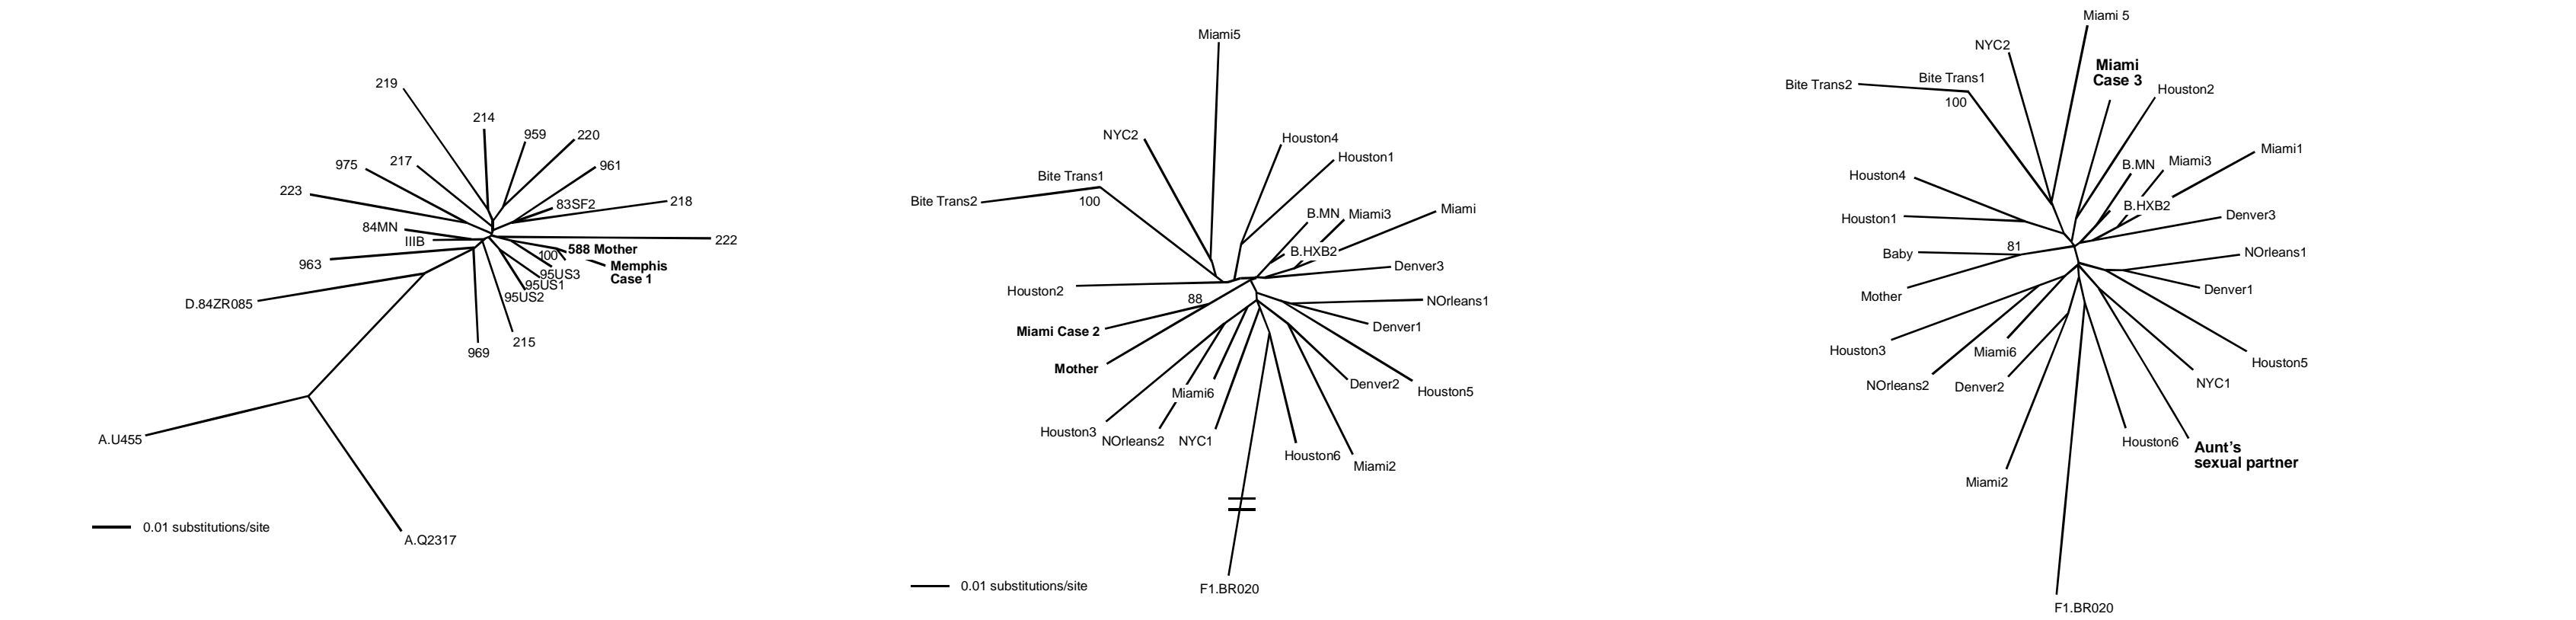 219
214
959
220
975
217
961
223
83SF2
218
84MN
IIIB
222
588 Mother
100
963
Memphis
Case 1
95US3
95US1
95US2
D.84ZR085
215
969
A.U455
0.01 substitutions/site
A.Q2317
Miami5
NYC2
Houston4
Houston1
Bite Trans1
Bite Trans2
100
B.MN
Miami3
Miami
B.HXB2
Denver3
Houston2
88
NOrleans1
Miami Case 2
Denver1
Mother
Denver2
Miami6
Houston5
Houston3
NOrleans2
NYC1
Houston6
Miami2
0.01 substitutions/site
F1.BR020
Miami 5
NYC2
Miami
Case 3
Bite Trans2
Bite Trans1
100
Houston2
Miami1
B.MN
Miami3
Houston4
B.HXB2
Houston1
Denver3
81
Baby
NOrleans1
Denver1
Mother
Houston3
Miami6
Houston5
NOrleans2
Denver2
NYC1
Houston6
Aunt’s
sexual partner
Miami2
F1.BR020